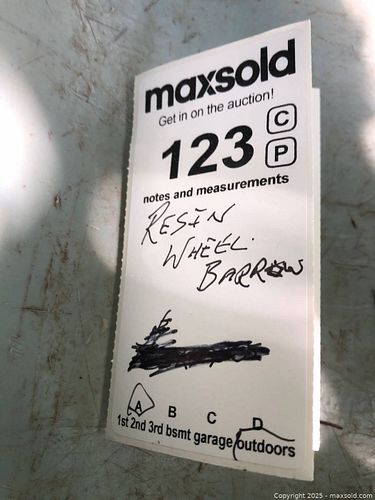 maxsold
Get in on the auction!
123
C
P
notes and measurements
RESIN
WHEEL.
BARROW
A B C D
1st 2nd 3rd bsmt garage outdoors
Copyright 2025 - maxsold.com